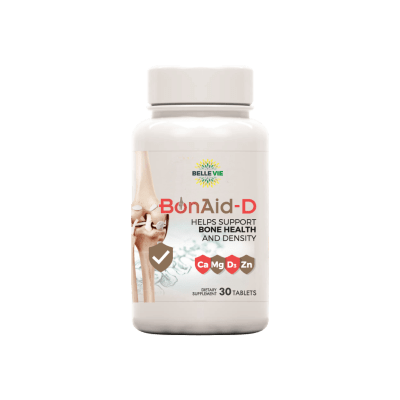 BELLE VIE
BonAid-D
HELPS SUPPORT
BONE HEALTH
AND DENSITY
Ca Mg D₃ Zn
DIETARY
SUPPLEMENT 30 TABLETS